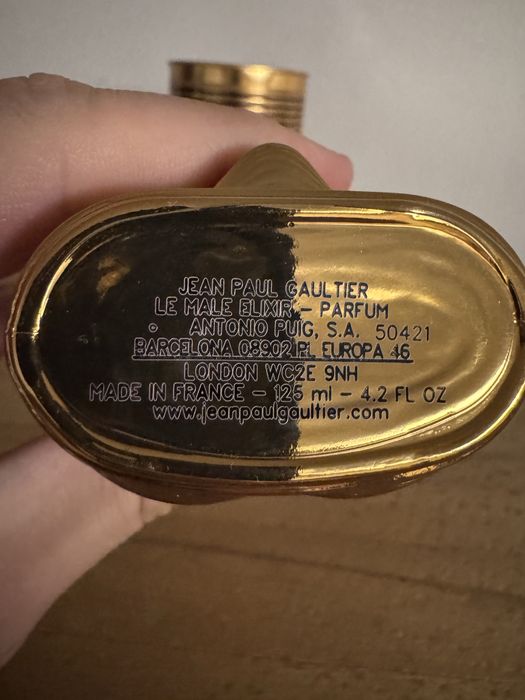 JEAN PAUL GAULTIER
LE MALE ELIXIR - PARFUM
© ANTONIO PUIG, S.A. 50421
BARCELONA 08902 PL EUROPA 46
LONDON WC2E 9NH
MADE IN FRANCE - 125 ml - 4.2 FL OZ
www.jeanpaulgaultier.com